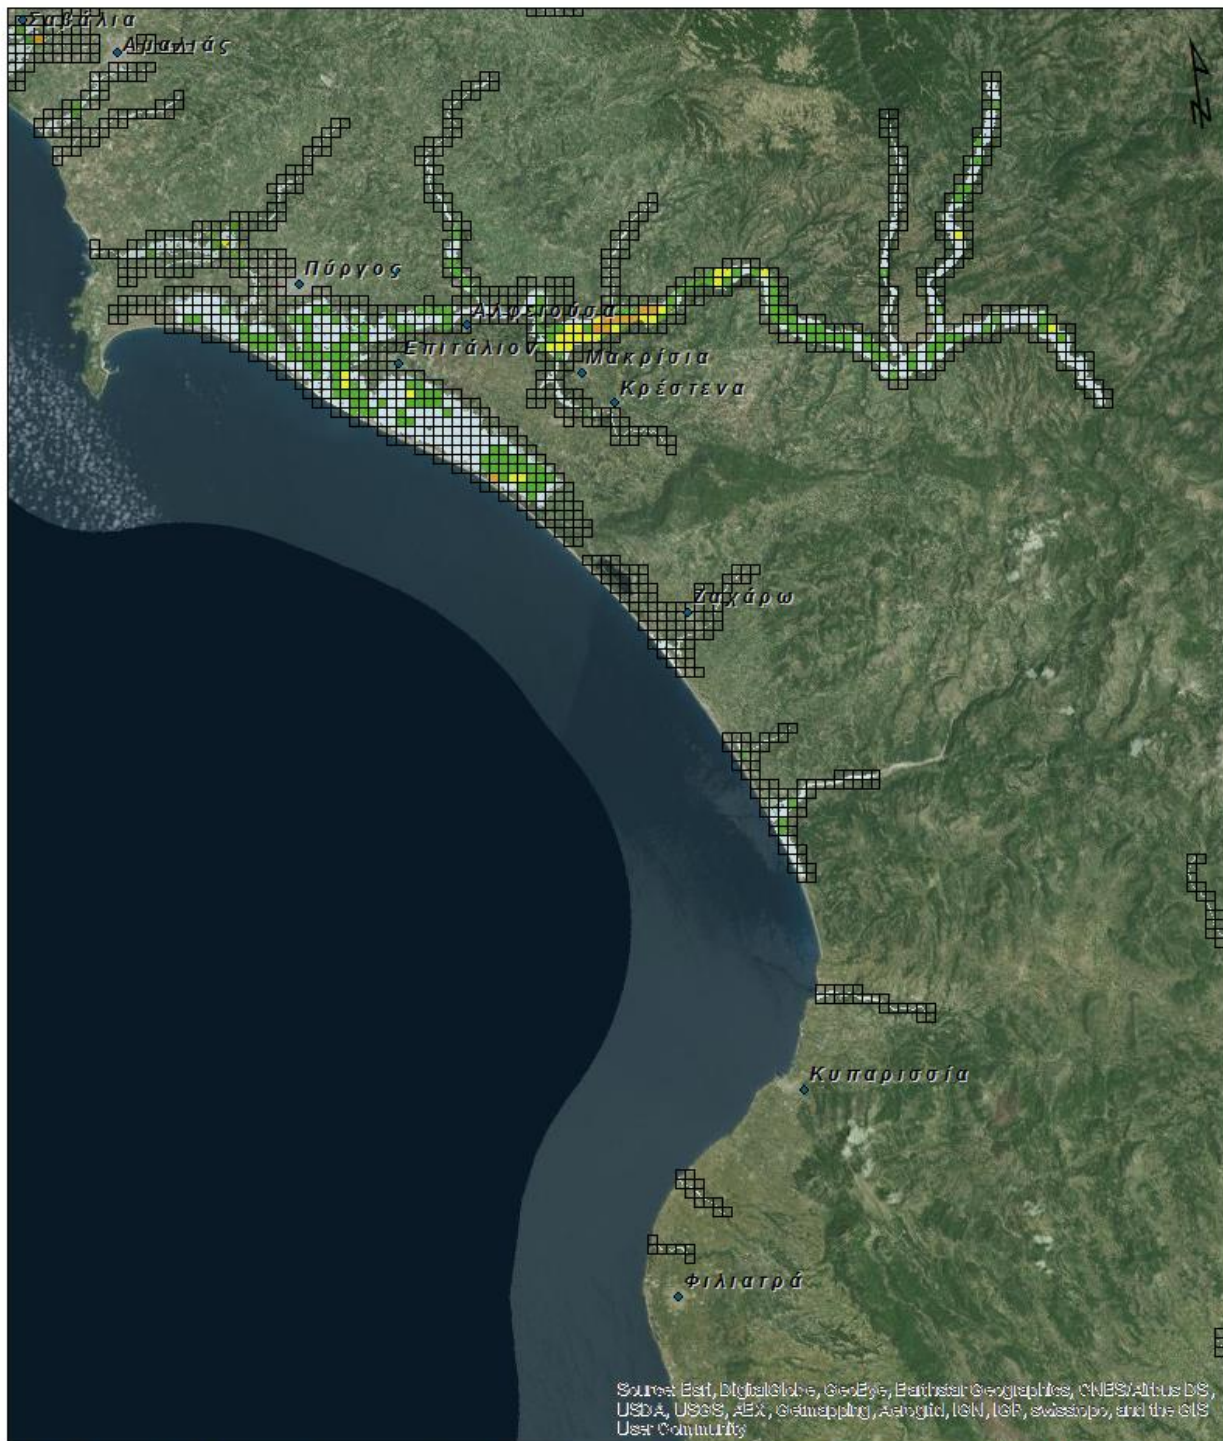 Σαβάλια
Αμαλιάς
Πύργος
Αλφειούσα
Επιτάλιον
Μακρίσια
Κρέστενα
Ζαχάρω
Κυπαρισσία
Φιλιατρά
Source: Esri, DigitalGlobe, GeoEye, Earthstar Geographics, CNES/Airbus DS,
USDA, USGS, AEX, Getmapping, Aerogrid, IGN, IGP, swisstopo, and the GIS
User Community